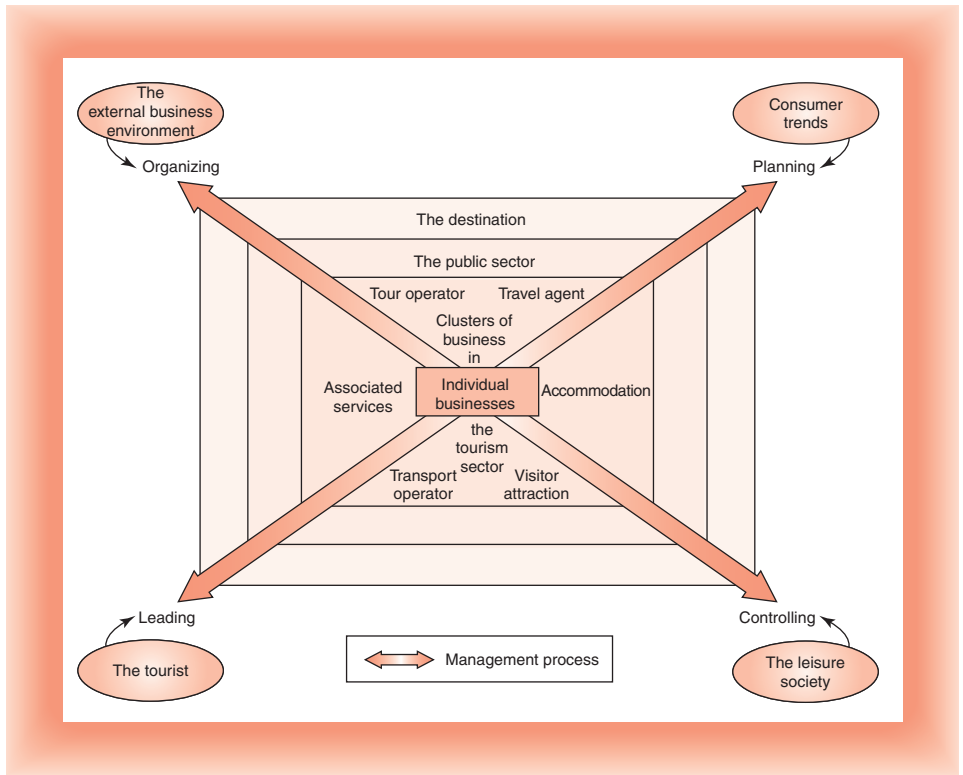 The
external business
environment
Consumer
trends
Organizing
Planning
The destination
The public sector
Tour operator
Travel agent
Clusters of
business
in
Associated
services
Individual
businesses
Accommodation
the
tourism
sector
Transport
operator
Visitor
attraction
Leading
Controlling
The tourist
Management process
The leisure
society